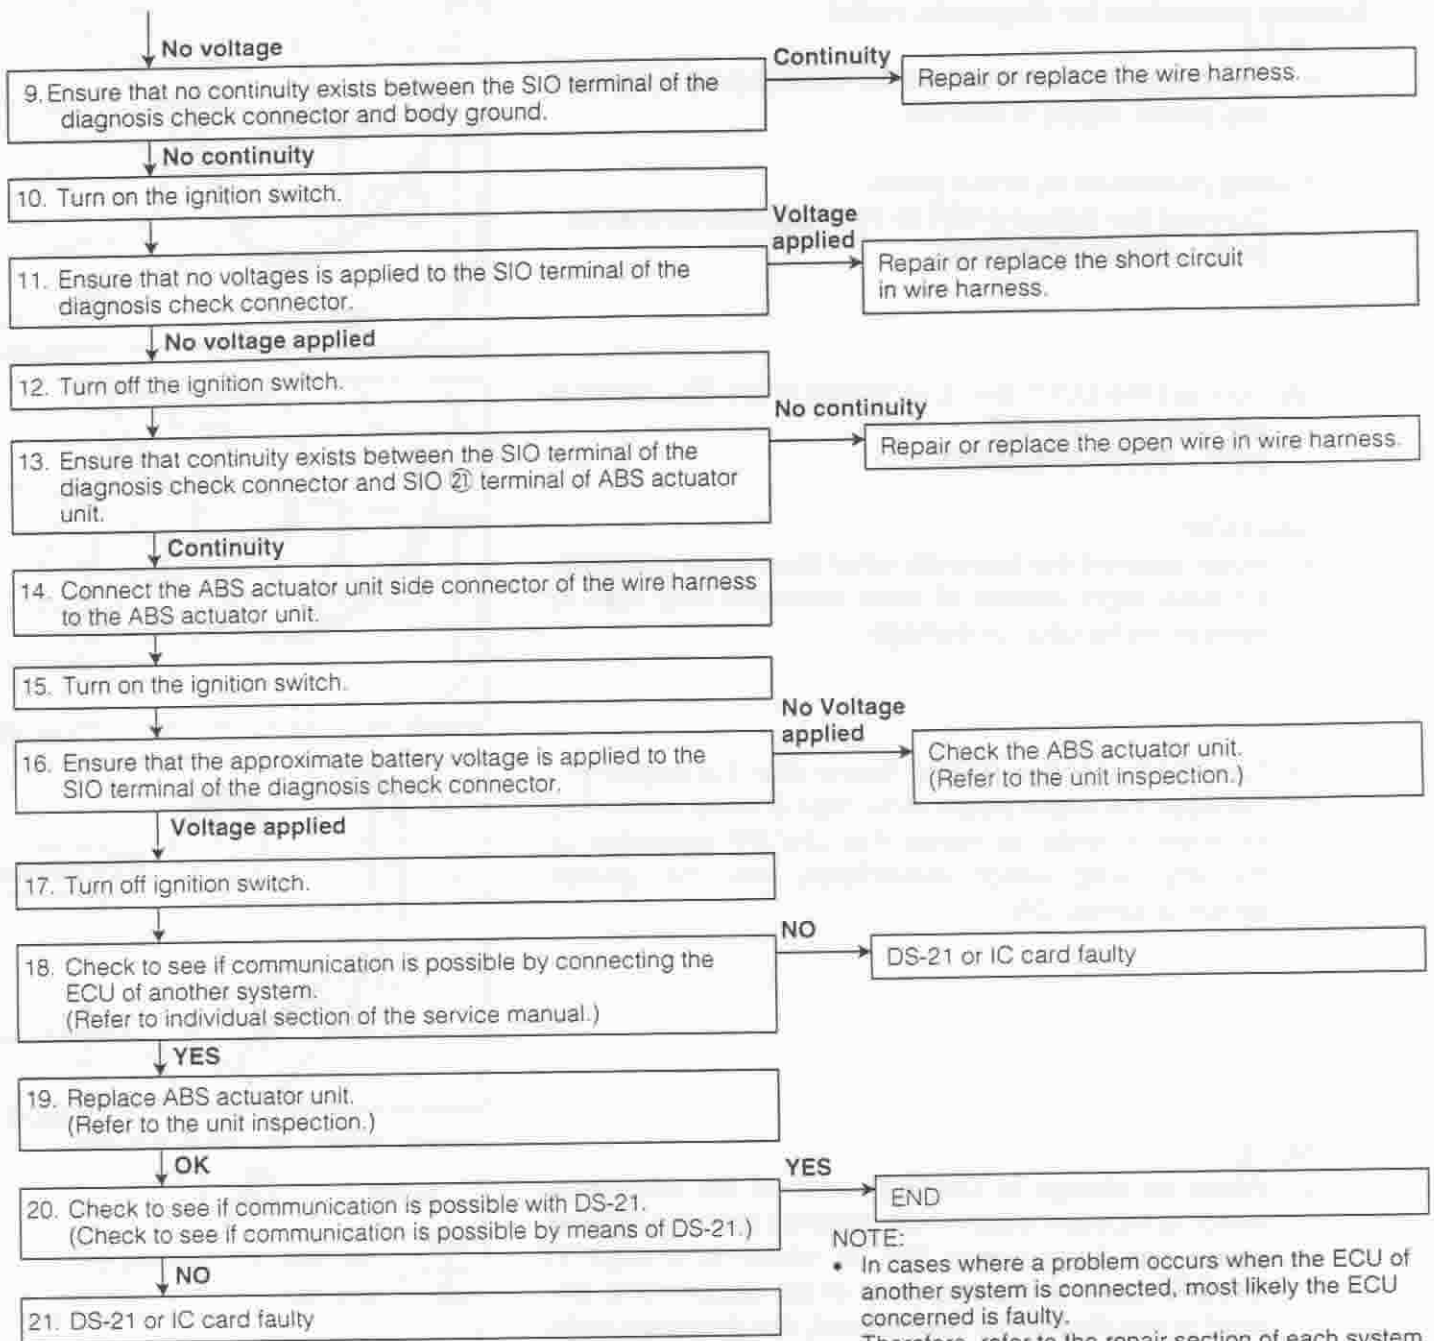 No voltage
9. Ensure that no continuity exists between the SIO terminal of the
diagnosis check connector and body ground.
Continuity
Repair or replace the wire harness.
No continuity
10. Turn on the ignition switch.
11. Ensure that no voltages is applied to the SIO terminal of the
diagnosis check connector.
Voltage
applied
Repair or replace the short circuit
in wire harness.
No voltage applied
12. Turn off the ignition switch.
13. Ensure that continuity exists between the SIO terminal of the
diagnosis check connector and SIO ㉑ terminal of ABS actuator
unit.
No continuity
Repair or replace the open wire in wire harness.
Continuity
14. Connect the ABS actuator unit side connector of the wire harness
to the ABS actuator unit.
15. Turn on the ignition switch.
16. Ensure that the approximate battery voltage is applied to the
SIO terminal of the diagnosis check connector.
No Voltage
applied
Check the ABS actuator unit.
(Refer to the unit inspection.)
Voltage applied
17. Turn off ignition switch.
18. Check to see if communication is possible by connecting the
ECU of another system.
(Refer to individual section of the service manual.)
NO
DS-21 or IC card faulty
YES
19. Replace ABS actuator unit.
(Refer to the unit inspection.)
OK
20. Check to see if communication is possible with DS-21.
(Check to see if communication is possible by means of DS-21.)
YES
END
NO
21. DS-21 or IC card faulty
NOTE:
• In cases where a problem occurs when the ECU of
another system is connected, most likely the ECU
concerned is faulty.
Therefore, refer to the repair section of each system